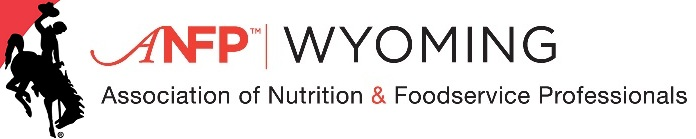 ANFP™ | WYOMING
Association of Nutrition & Foodservice Professionals
®